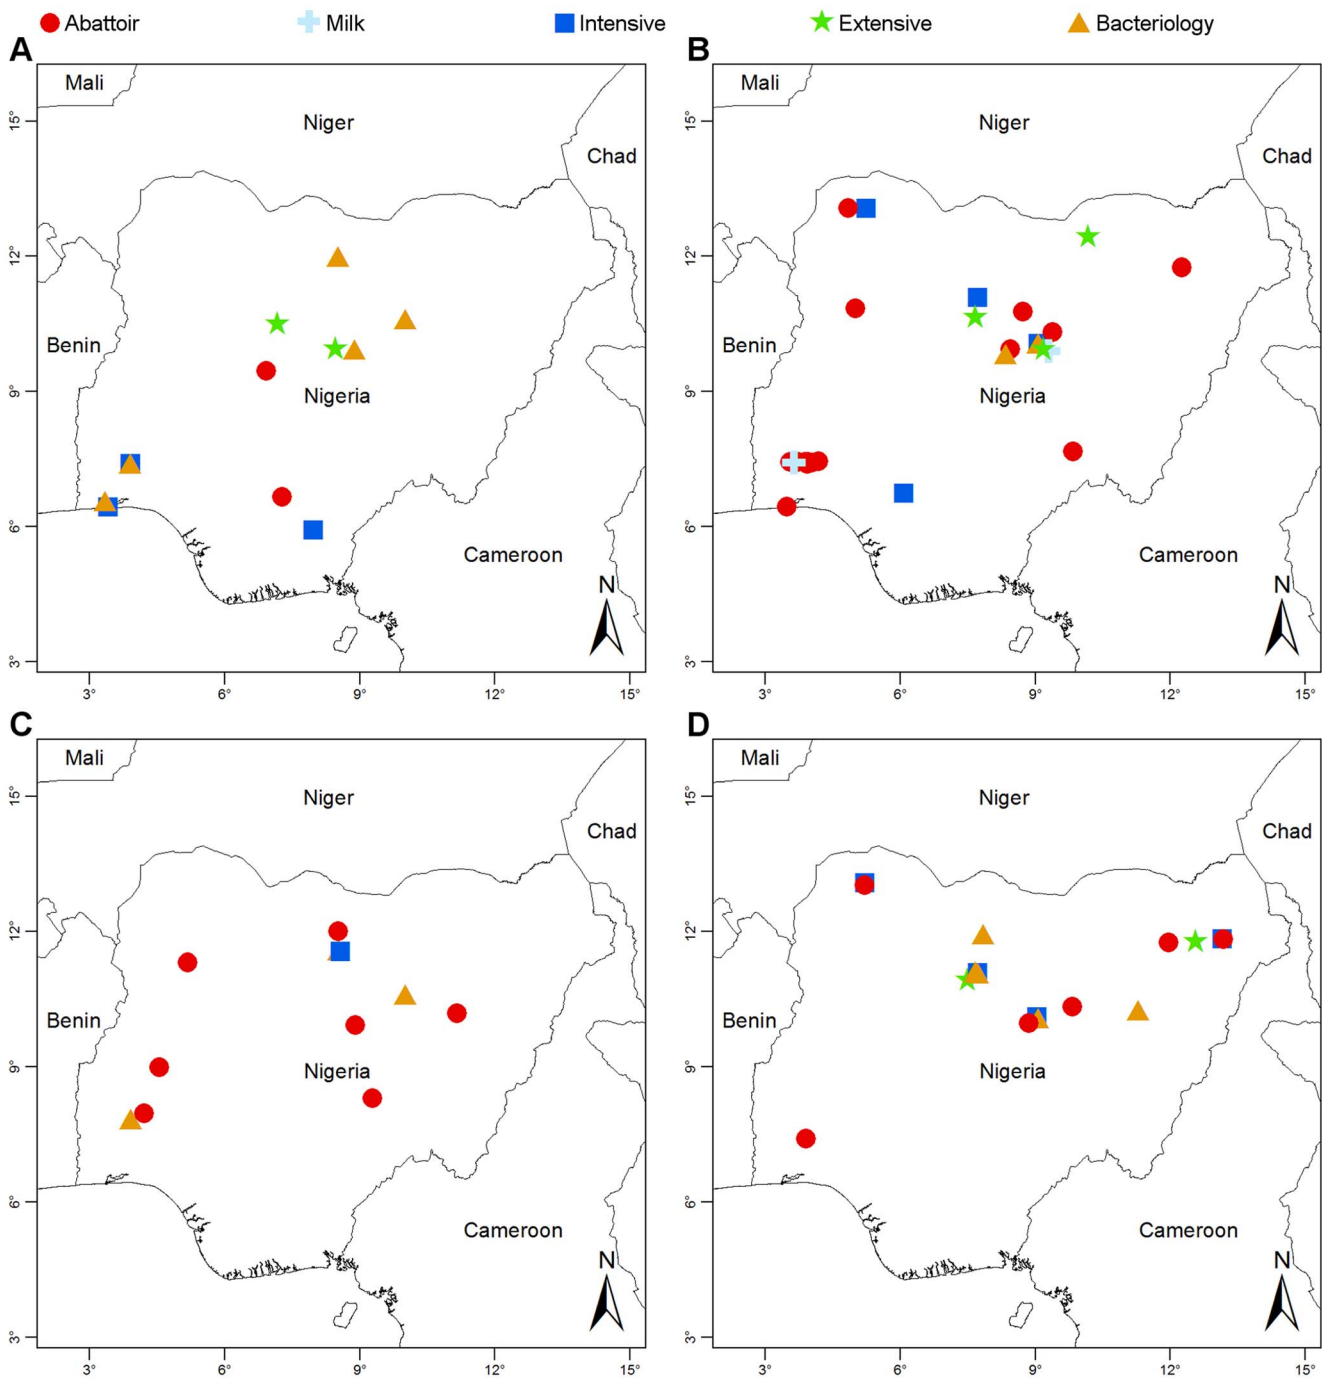 Abattoir Milk Intensive Extensive Bacteriology
A
Mali
Niger
Chad
Benin
Nigeria
Cameroon
N
15°
12°
9°
6°
3°
3° 6° 9° 12° 15°
B
Mali
Niger
Chad
Benin
Nigeria
Cameroon
N
15°
12°
9°
6°
3°
3° 6° 9° 12° 15°
C
Mali
Niger
Chad
Benin
Nigeria
Cameroon
N
15°
12°
9°
6°
3°
3° 6° 9° 12° 15°
D
Mali
Niger
Chad
Benin
Nigeria
Cameroon
N
15°
12°
9°
6°
3°
3° 6° 9° 12° 15°